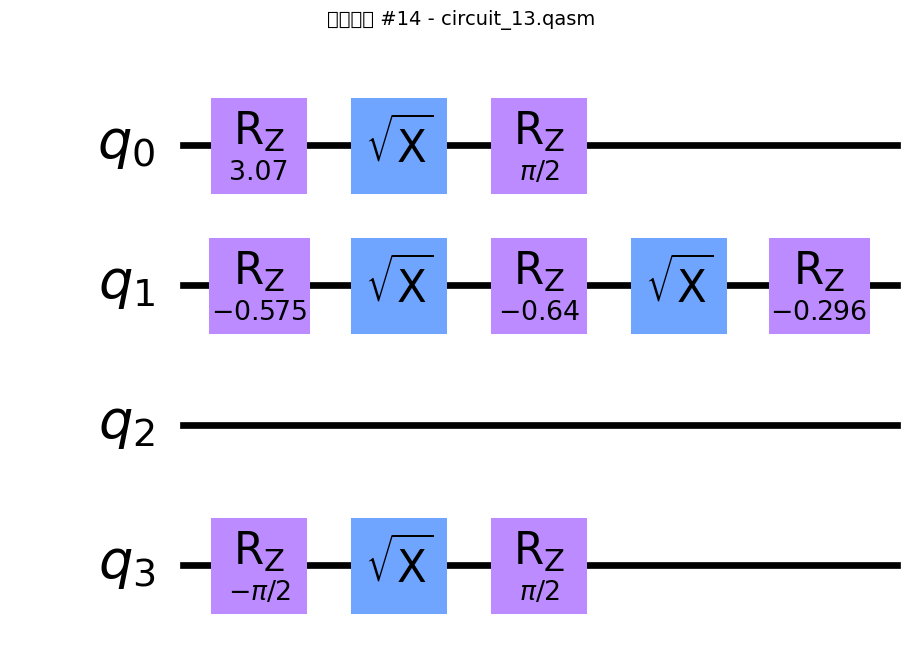 #14 - circuit_13.qasm
q0 RZ 3.07 √X RZ π/2
q1 RZ −0.575 √X RZ −0.64 √X RZ −0.296
q2
q3 RZ −π/2 √X RZ π/2